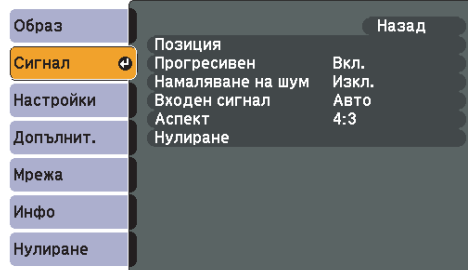 Образ
Сигнал
Настройки
Допълнит.
Мрежа
Инфо
Нулиране
Назад
Позиция
Прогресивен Вкл.
Намаляване на шум Изкл.
Входен сигнал Авто
Аспект 4:3
Нулиране